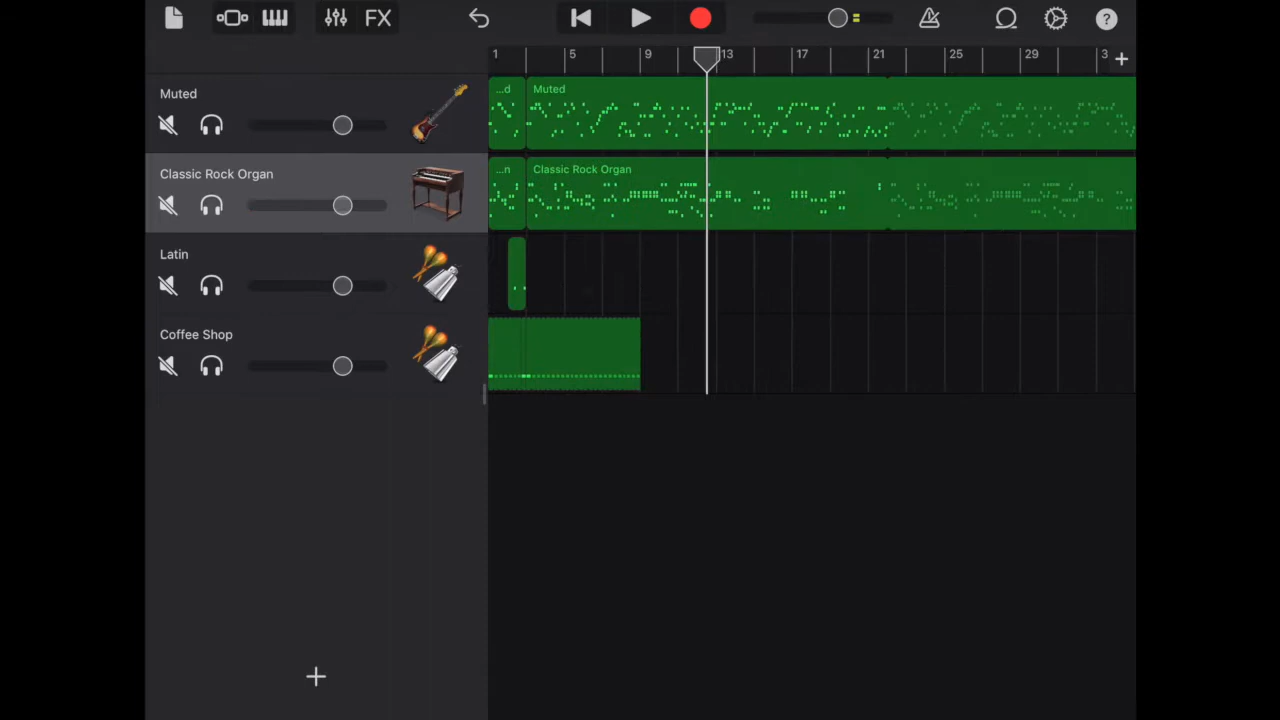 FX
?
1 5 9 13 17 21 25 29 3
Muted
...d
Muted
Classic Rock Organ
...n
Classic Rock Organ
Latin
Coffee Shop